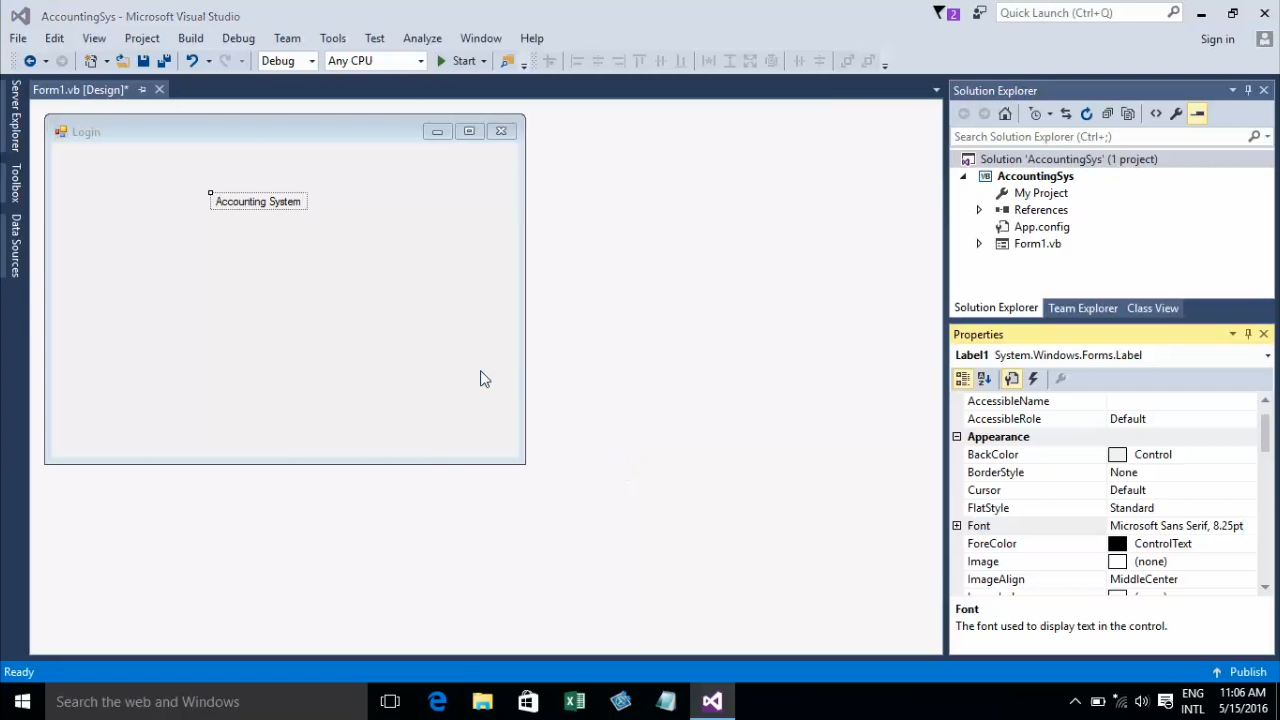 AccountingSys - Microsoft Visual Studio
2
Quick Launch (Ctrl+Q)
File Edit View Project Build Debug Team Tools Test Analyze Window Help
Sign in
Debug Any CPU Start
Server Explorer
Toolbox
Data Sources
Form1.vb [Design]*
Login
Accounting System
Solution Explorer
Search Solution Explorer (Ctrl+;)
Solution 'AccountingSys' (1 project)
VB AccountingSys
My Project
References
App.config
Form1.vb
Solution Explorer Team Explorer Class View
Properties
Label1 System.Windows.Forms.Label
AccessibleName
AccessibleRole Default
Appearance
BackColor Control
BorderStyle None
Cursor Default
FlatStyle Standard
Font Microsoft Sans Serif, 8.25pt
ForeColor ControlText
Image (none)
ImageAlign MiddleCenter
Font
The font used to display text in the control.
Ready
Publish
Search the web and Windows
ENG
INTL
11:06 AM
5/15/2016